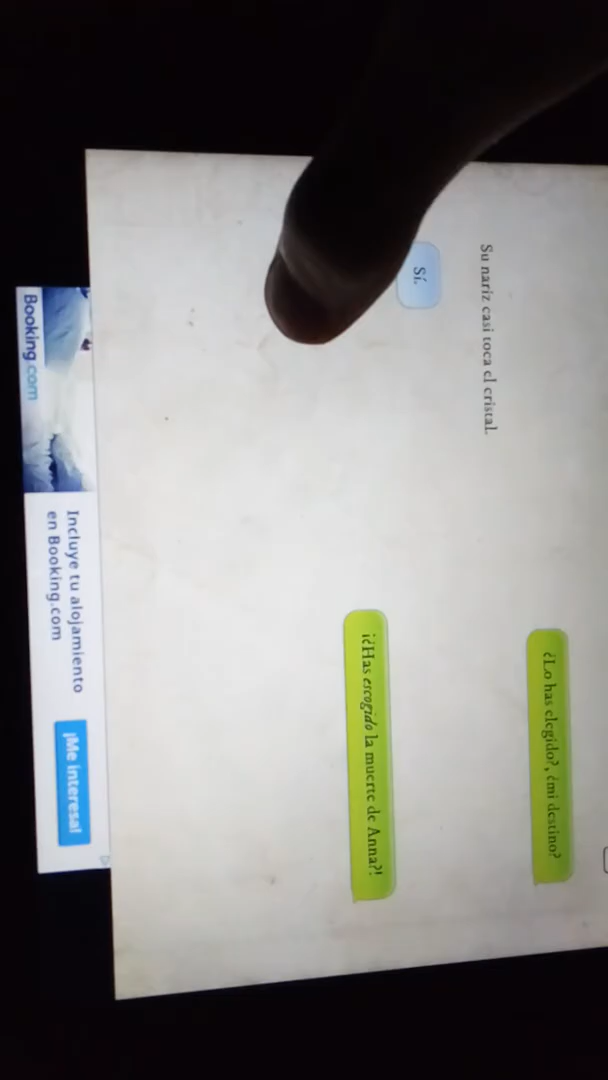 ¿Lo has elegido?, ¿mi destino?
Su nariz casi toca el cristal.
Sí.
¡¿Has escogido la muerte de Anna?!
Booking.com
Incluye tu alojamiento
en Booking.com
¡Me interesa!